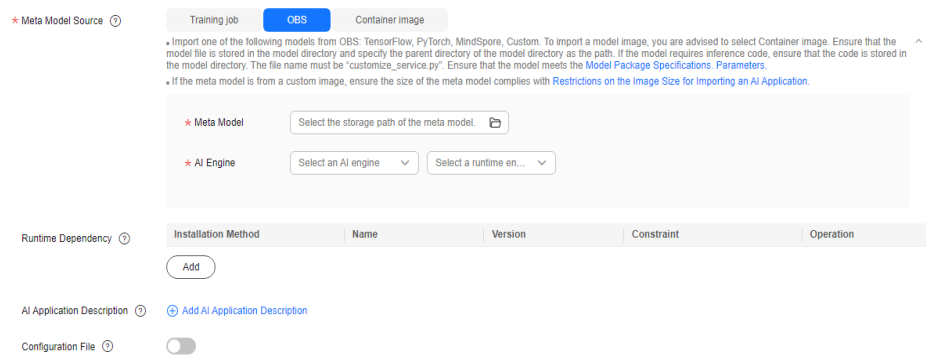 * Meta Model Source ? Training job OBS Container image
• Import one of the following models from OBS: TensorFlow, PyTorch, MindSpore, Custom. To import a model image, you are advised to select Container image. Ensure that the
model file is stored in the model directory and specify the parent directory of the model directory as the path. If the model requires inference code, ensure that the code is stored in
the model directory. The file name must be “customize_service.py”. Ensure that the model meets the Model Package Specifications. Parameters.
• If the meta model is from a custom image, ensure the size of the meta model complies with Restrictions on the Image Size for Importing an AI Application.
* Meta Model Select the storage path of the meta model.
* AI Engine Select an AI engine Select a runtime en...
Runtime Dependency ? Installation Method Name Version Constraint Operation
Add
AI Application Description ? Add AI Application Description
Configuration File ?